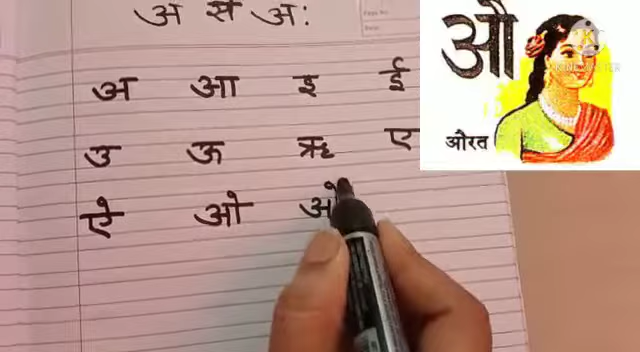 अ से अः
अ आ इ ई
उ ऊ ऋ ए
ऐ ओ
औ
औरत